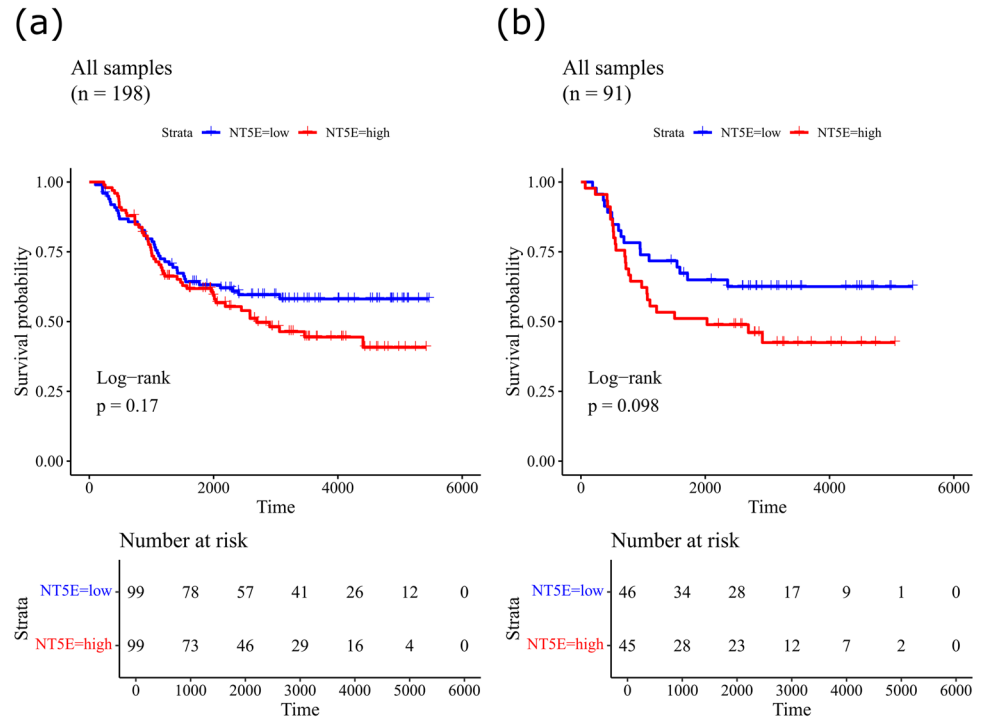 (a)
All samples
(n = 198)
Strata NT5E=low NT5E=high
Survival probability
1.00
0.75
0.50
0.25
0.00
Log−rank
p = 0.17
0 2000 4000 6000
Time
Number at risk
Strata
NT5E=low 99 78 57 41 26 12 0
NT5E=high 99 73 46 29 16 4 0
0 1000 2000 3000 4000 5000 6000
Time
(b)
All samples
(n = 91)
Strata NT5E=low NT5E=high
Survival probability
1.00
0.75
0.50
0.25
0.00
Log−rank
p = 0.098
0 2000 4000 6000
Time
Number at risk
Strata
NT5E=low 46 34 28 17 9 1 0
NT5E=high 45 28 23 12 7 2 0
0 1000 2000 3000 4000 5000 6000
Time